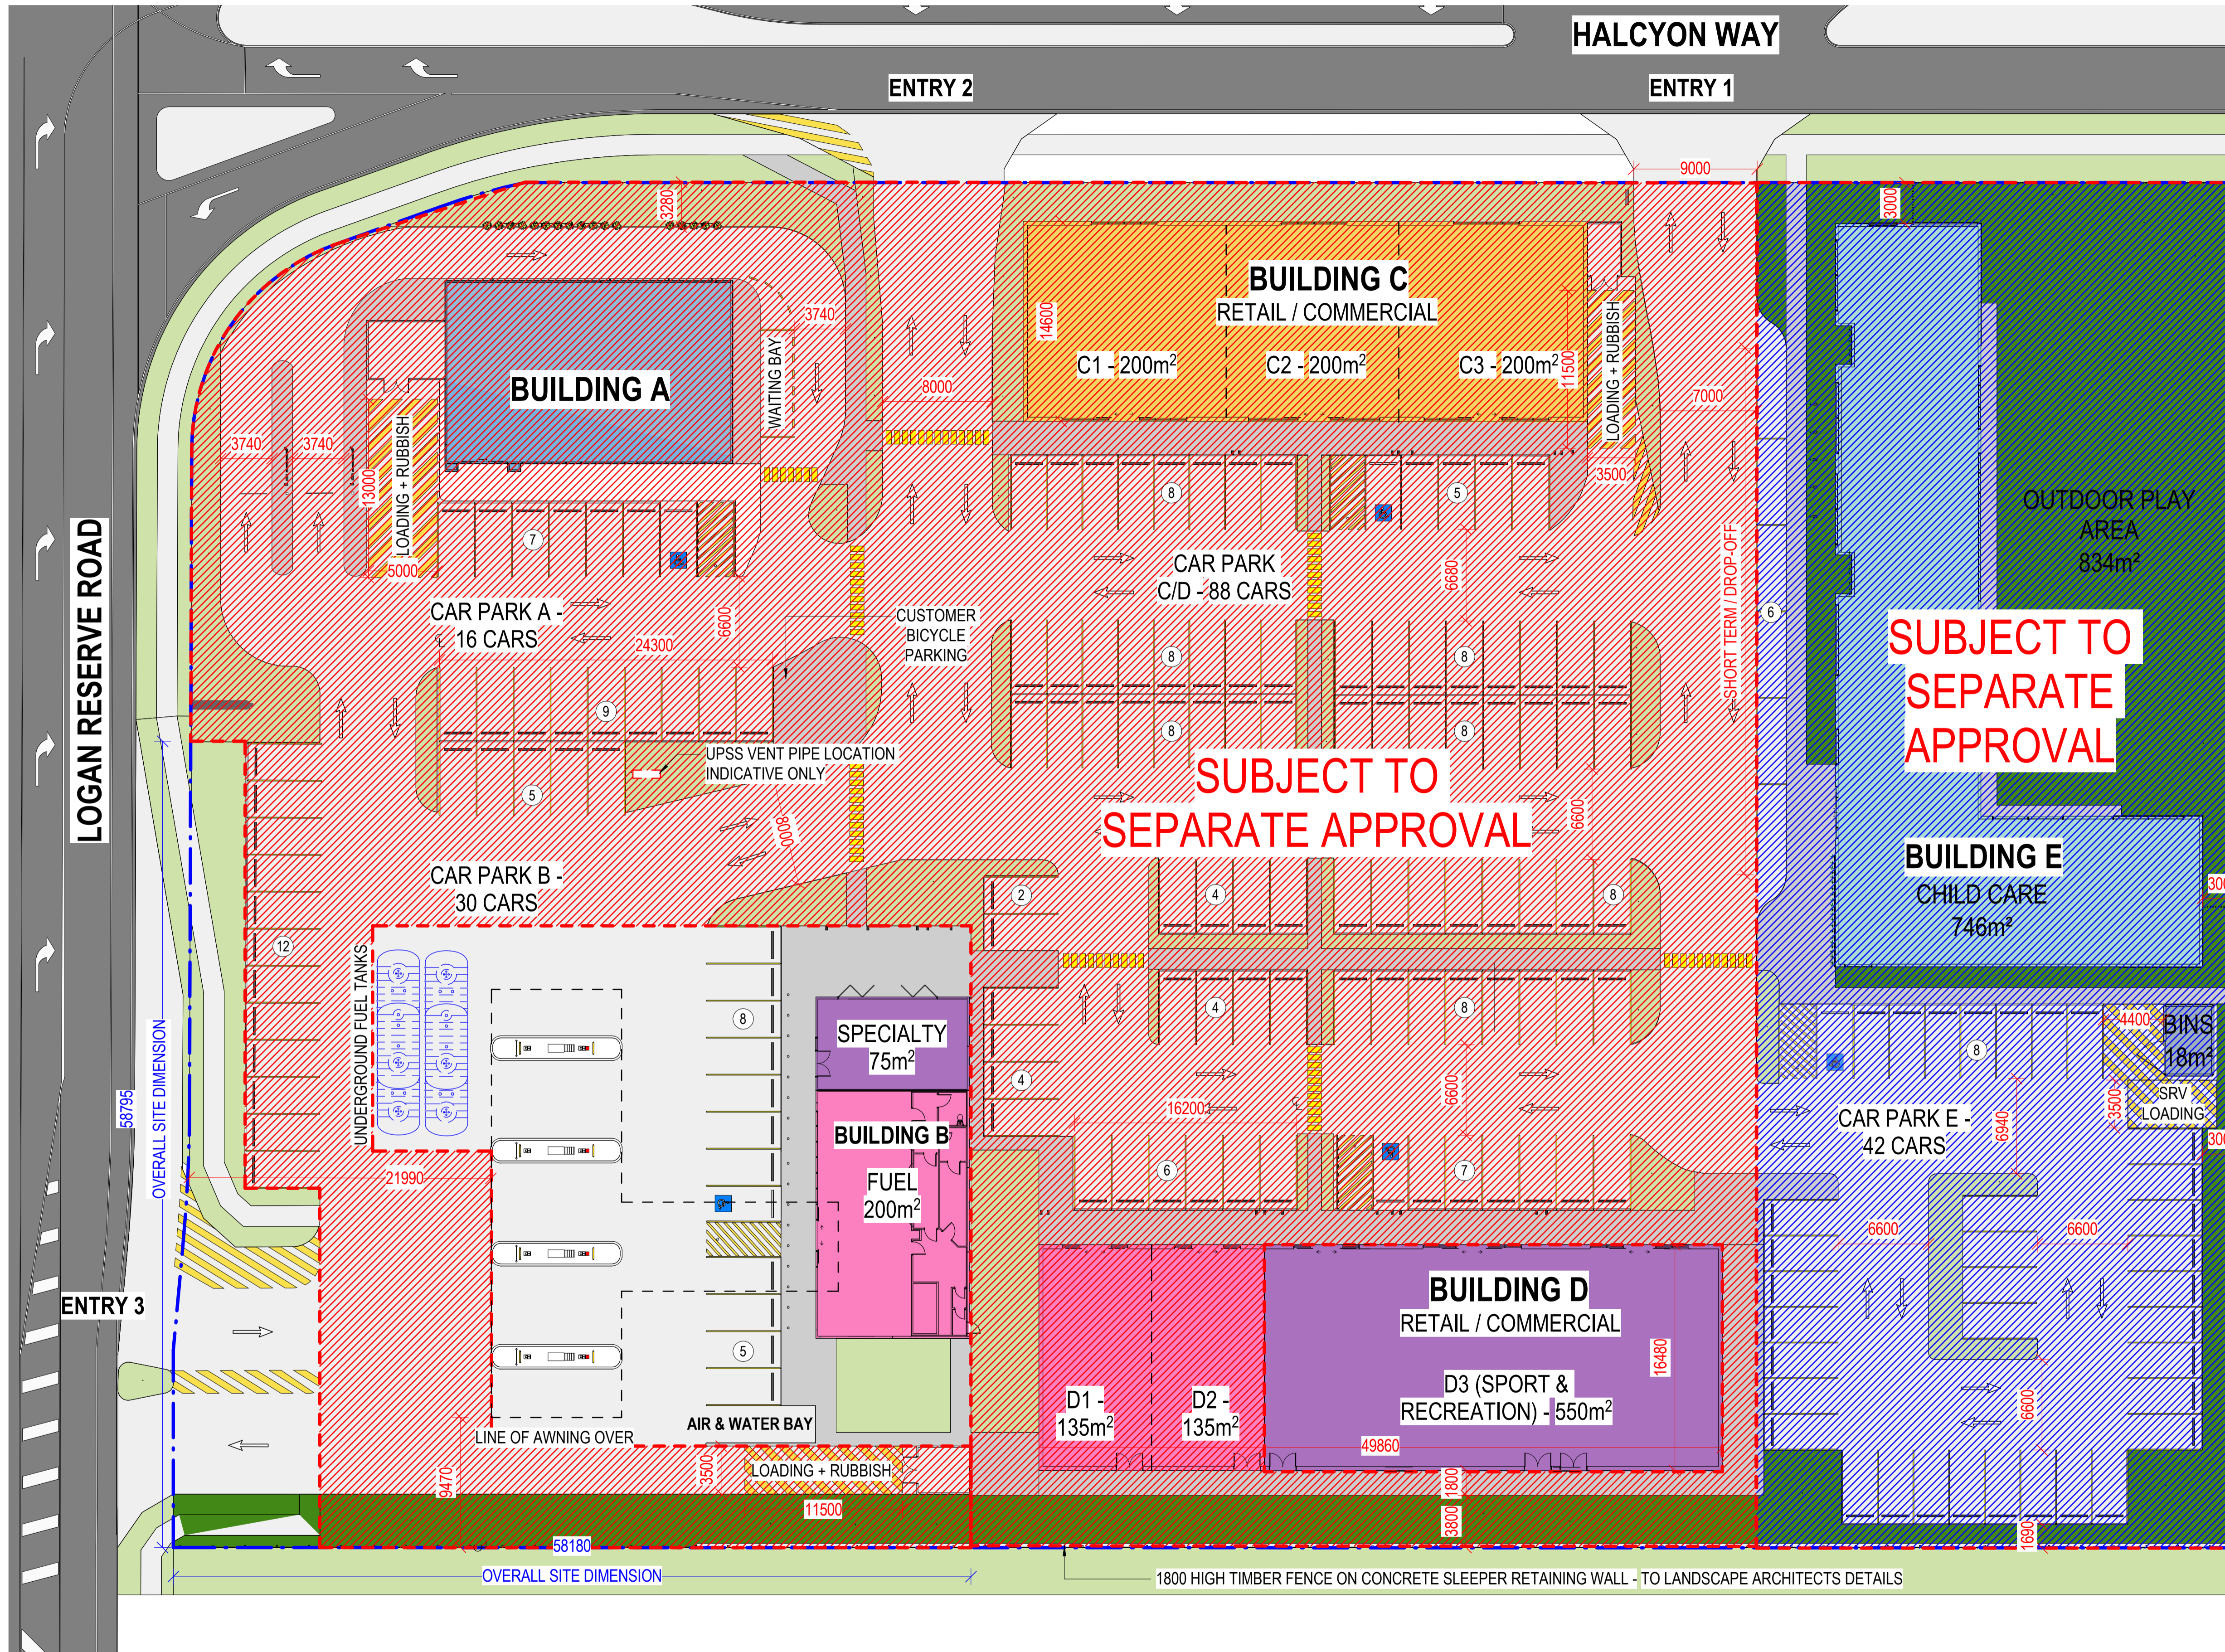 HALCYON WAY
ENTRY 2
ENTRY 1
9000
3280
3000
BUILDING C
RETAIL / COMMERCIAL
14600
C1 - 200m²
C2 - 200m²
C3 - 200m²
11500
LOADING + RUBBISH
3500
7000
BUILDING A
WAITING BAY
3740
8000
3740
3740
13000
LOADING + RUBBISH
5000
7
8
5
OUTDOOR PLAY
AREA
834m²
LOGAN RESERVE ROAD
CAR PARK A -
16 CARS
24300
6600
CUSTOMER
BICYCLE
PARKING
CAR PARK
C/D - 88 CARS
6680
SHORT TERM / DROP-OFF
6
SUBJECT TO
SEPARATE
APPROVAL
9
8
8
8
8
UPSS VENT PIPE LOCATION
INDICATIVE ONLY
5
8000
SUBJECT TO
SEPARATE APPROVAL
6600
CAR PARK B -
30 CARS
BUILDING E
CHILD CARE
746m²
2
4
8
12
UNDERGROUND FUEL TANKS
8
SPECIALTY
75m²
4
8
4
4400
BINS
18m²
8
SRV
LOADING
3500
58795
OVERALL SITE DIMENSION
BUILDING B
FUEL
200m²
16200
6600
CAR PARK E -
42 CARS
6940
21990
6
7
6600
6600
ENTRY 3
BUILDING D
RETAIL / COMMERCIAL
16480
D3 (SPORT &
RECREATION) - 550m²
D1 -
135m²
D2 -
135m²
49860
5
AIR & WATER BAY
LINE OF AWNING OVER
6600
9470
3500
LOADING + RUBBISH
11500
1800
3800
1690
58180
OVERALL SITE DIMENSION
1800 HIGH TIMBER FENCE ON CONCRETE SLEEPER RETAINING WALL - TO LANDSCAPE ARCHITECTS DETAILS